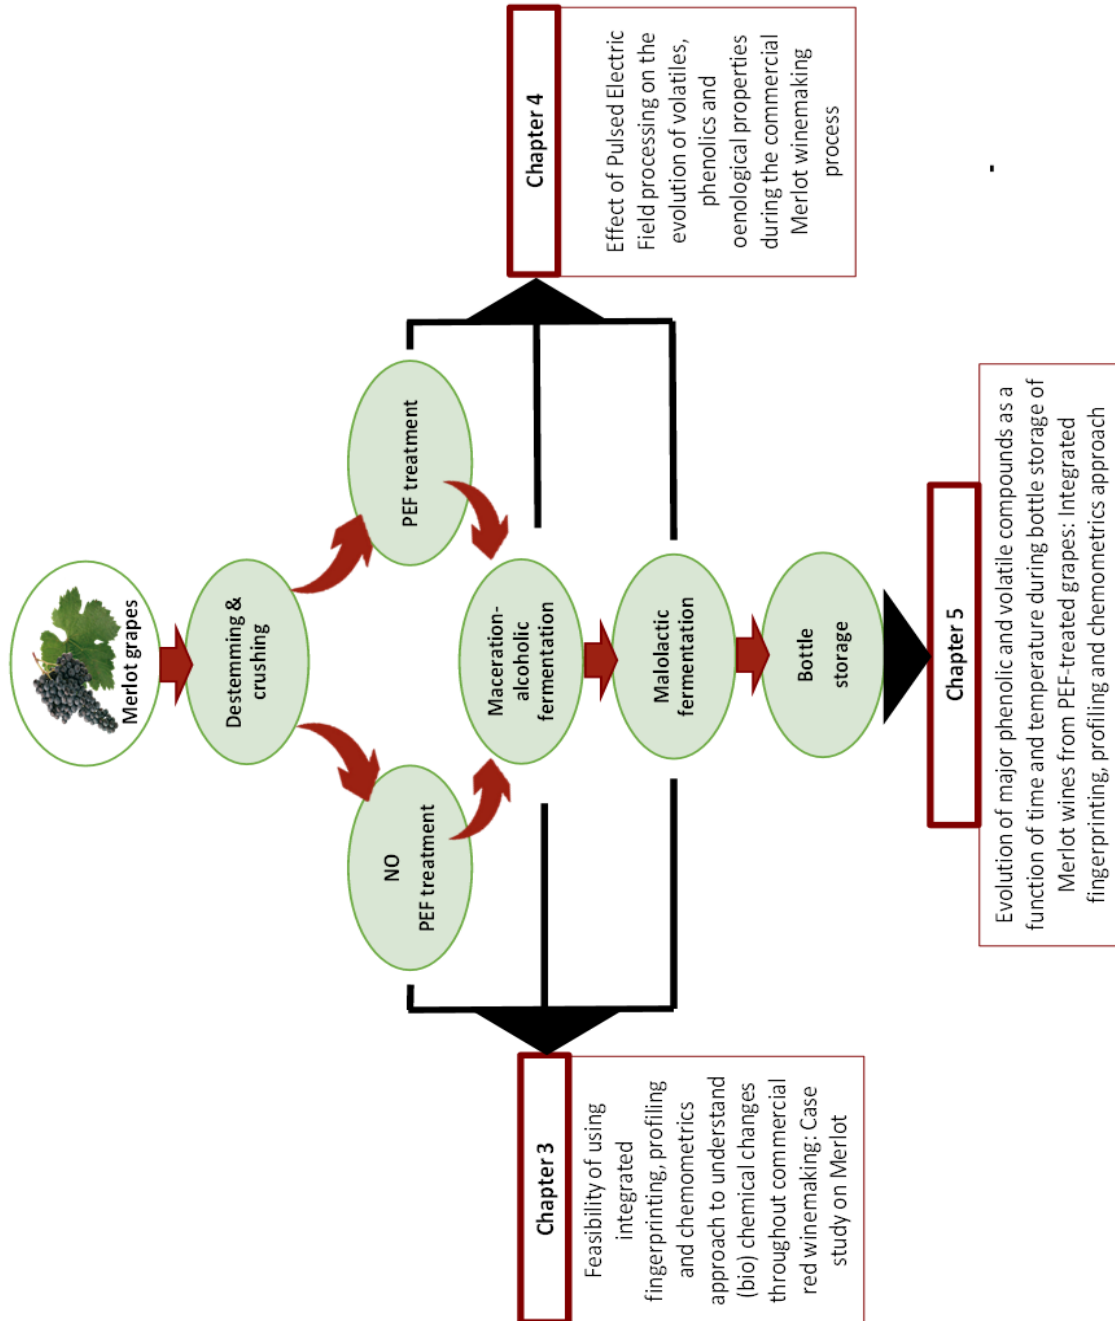 Merlot grapes
Destemming &
crushing
NO
PEF treatment
PEF treatment
Maceration-
alcoholic
fermentation
Malolactic
fermentation
Bottle
storage
Chapter 3
Feasibility of using
integrated
fingerprinting, profiling
and chemometrics
approach to understand
(bio) chemical changes
throughout commercial
red winemaking: Case
study on Merlot
Chapter 4
Effect of Pulsed Electric
Field processing on the
evolution of volatiles,
phenolics and
oenological properties
during the commercial
Merlot winemaking
process
Chapter 5
Evolution of major phenolic and volatile compounds as a
function of time and temperature during bottle storage of
Merlot wines from PEF-treated grapes: Integrated
fingerprinting, profiling and chemometrics approach